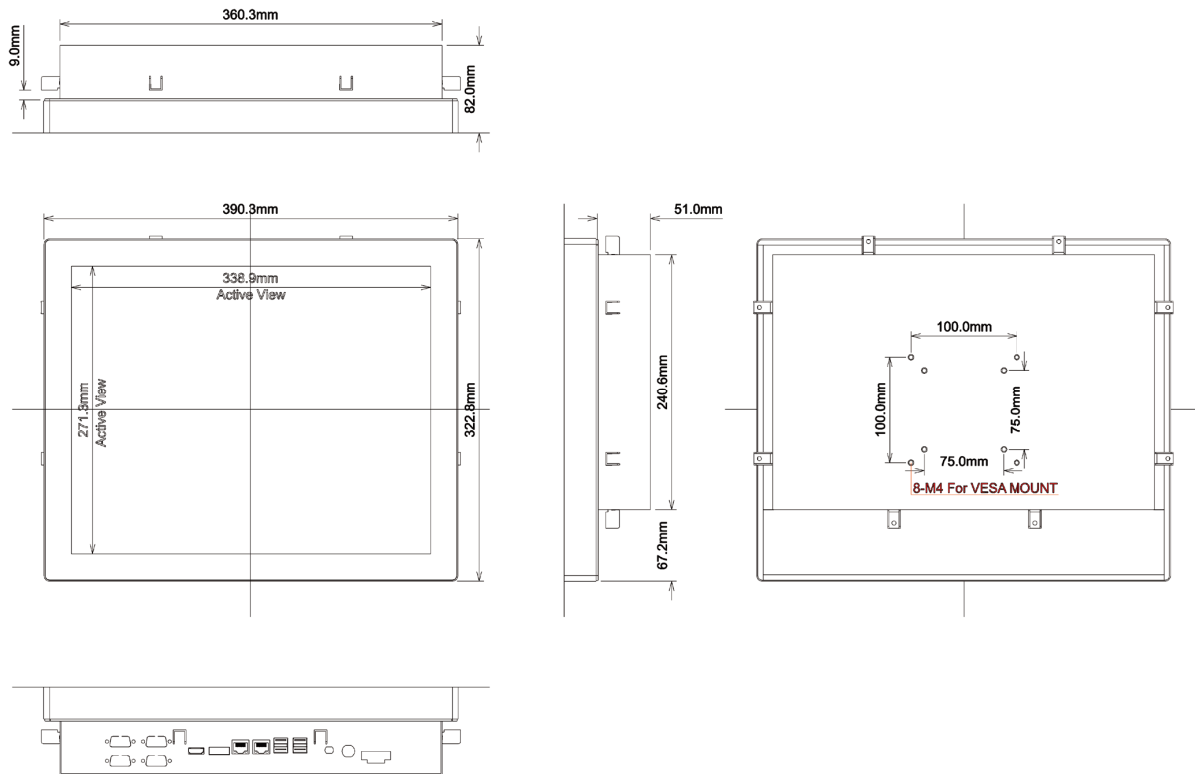 360.3mm
9.0mm
82.0mm
390.3mm
338.9mm
Active View
271.3mm
Active View
322.8mm
51.0mm
240.6mm
67.2mm
100.0mm
100.0mm
75.0mm
75.0mm
8-M4 For VESA MOUNT